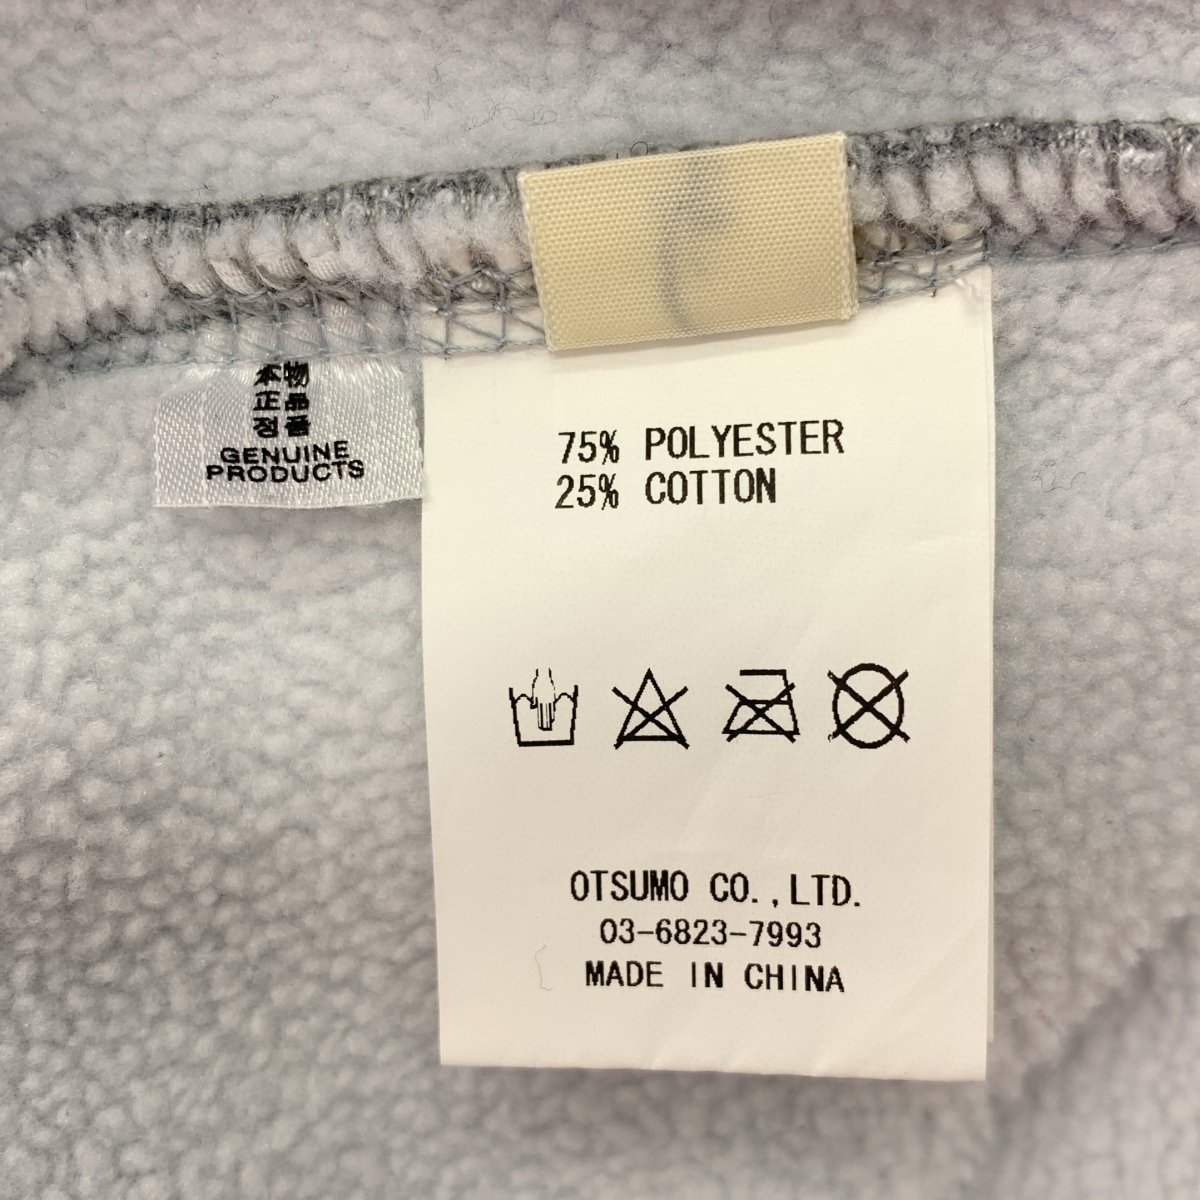 本物
正品
정품
GENUINE
PRODUCTS
75% POLYESTER
25% COTTON
OTSUMO CO.,LTD.
03-6823-7993
MADE IN CHINA